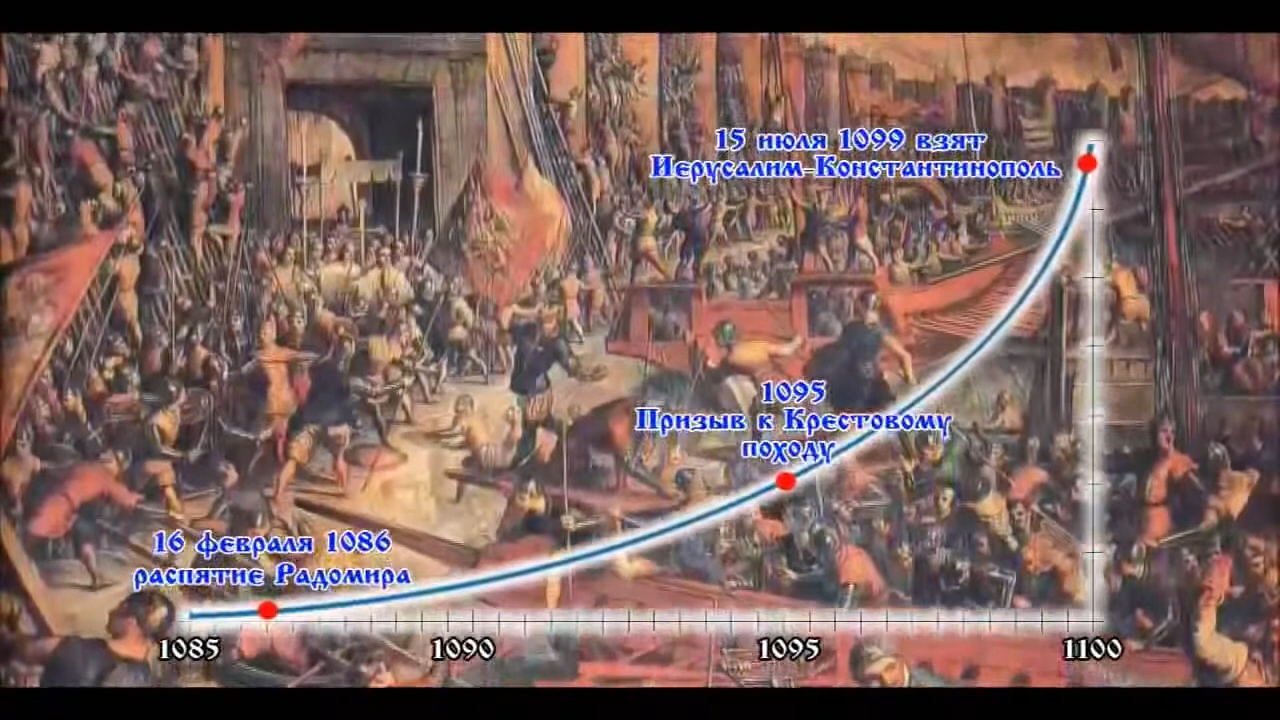 15 июля 1099 взят
Иерусалим-Константинополь
1095
Призыв к Крестовому
походу
16 февраля 1086
распятие Радомира
1085 1090 1095 1100